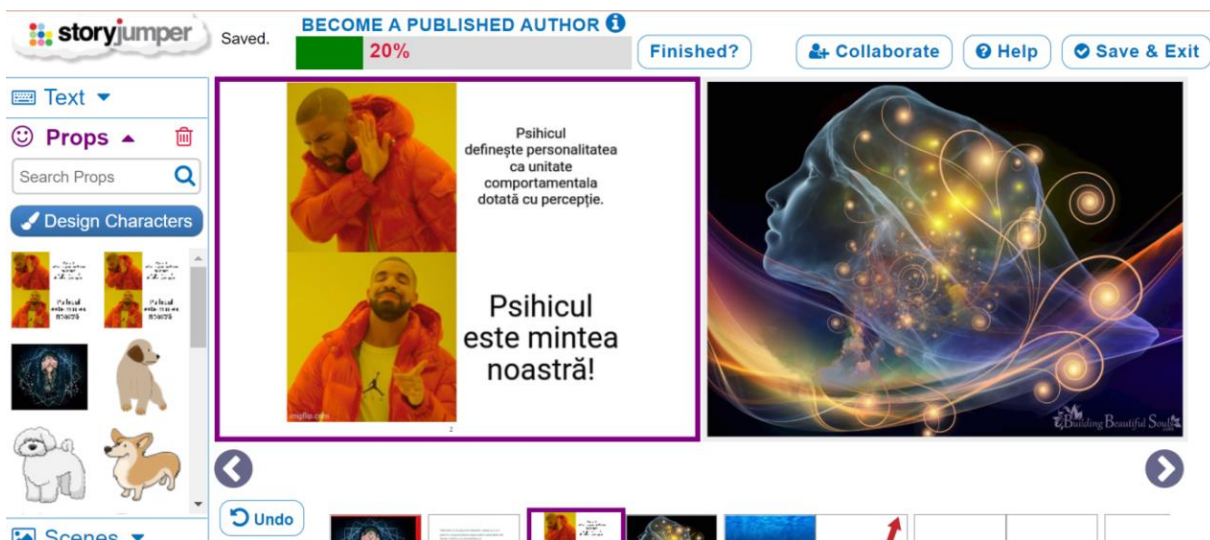 storyjumper
Saved.
BECOME A PUBLISHED AUTHOR
20%
Finished?
Collaborate
Help
Save & Exit
Text
Props
Search Props
Design Characters
Scenes
Psihicul
definește personalitatea
ca unitate
comportamentala
dotată cu percepție.
Psihicul
este mintea
noastră!
imgflip.com
2
Building Beautiful Souls
Undo